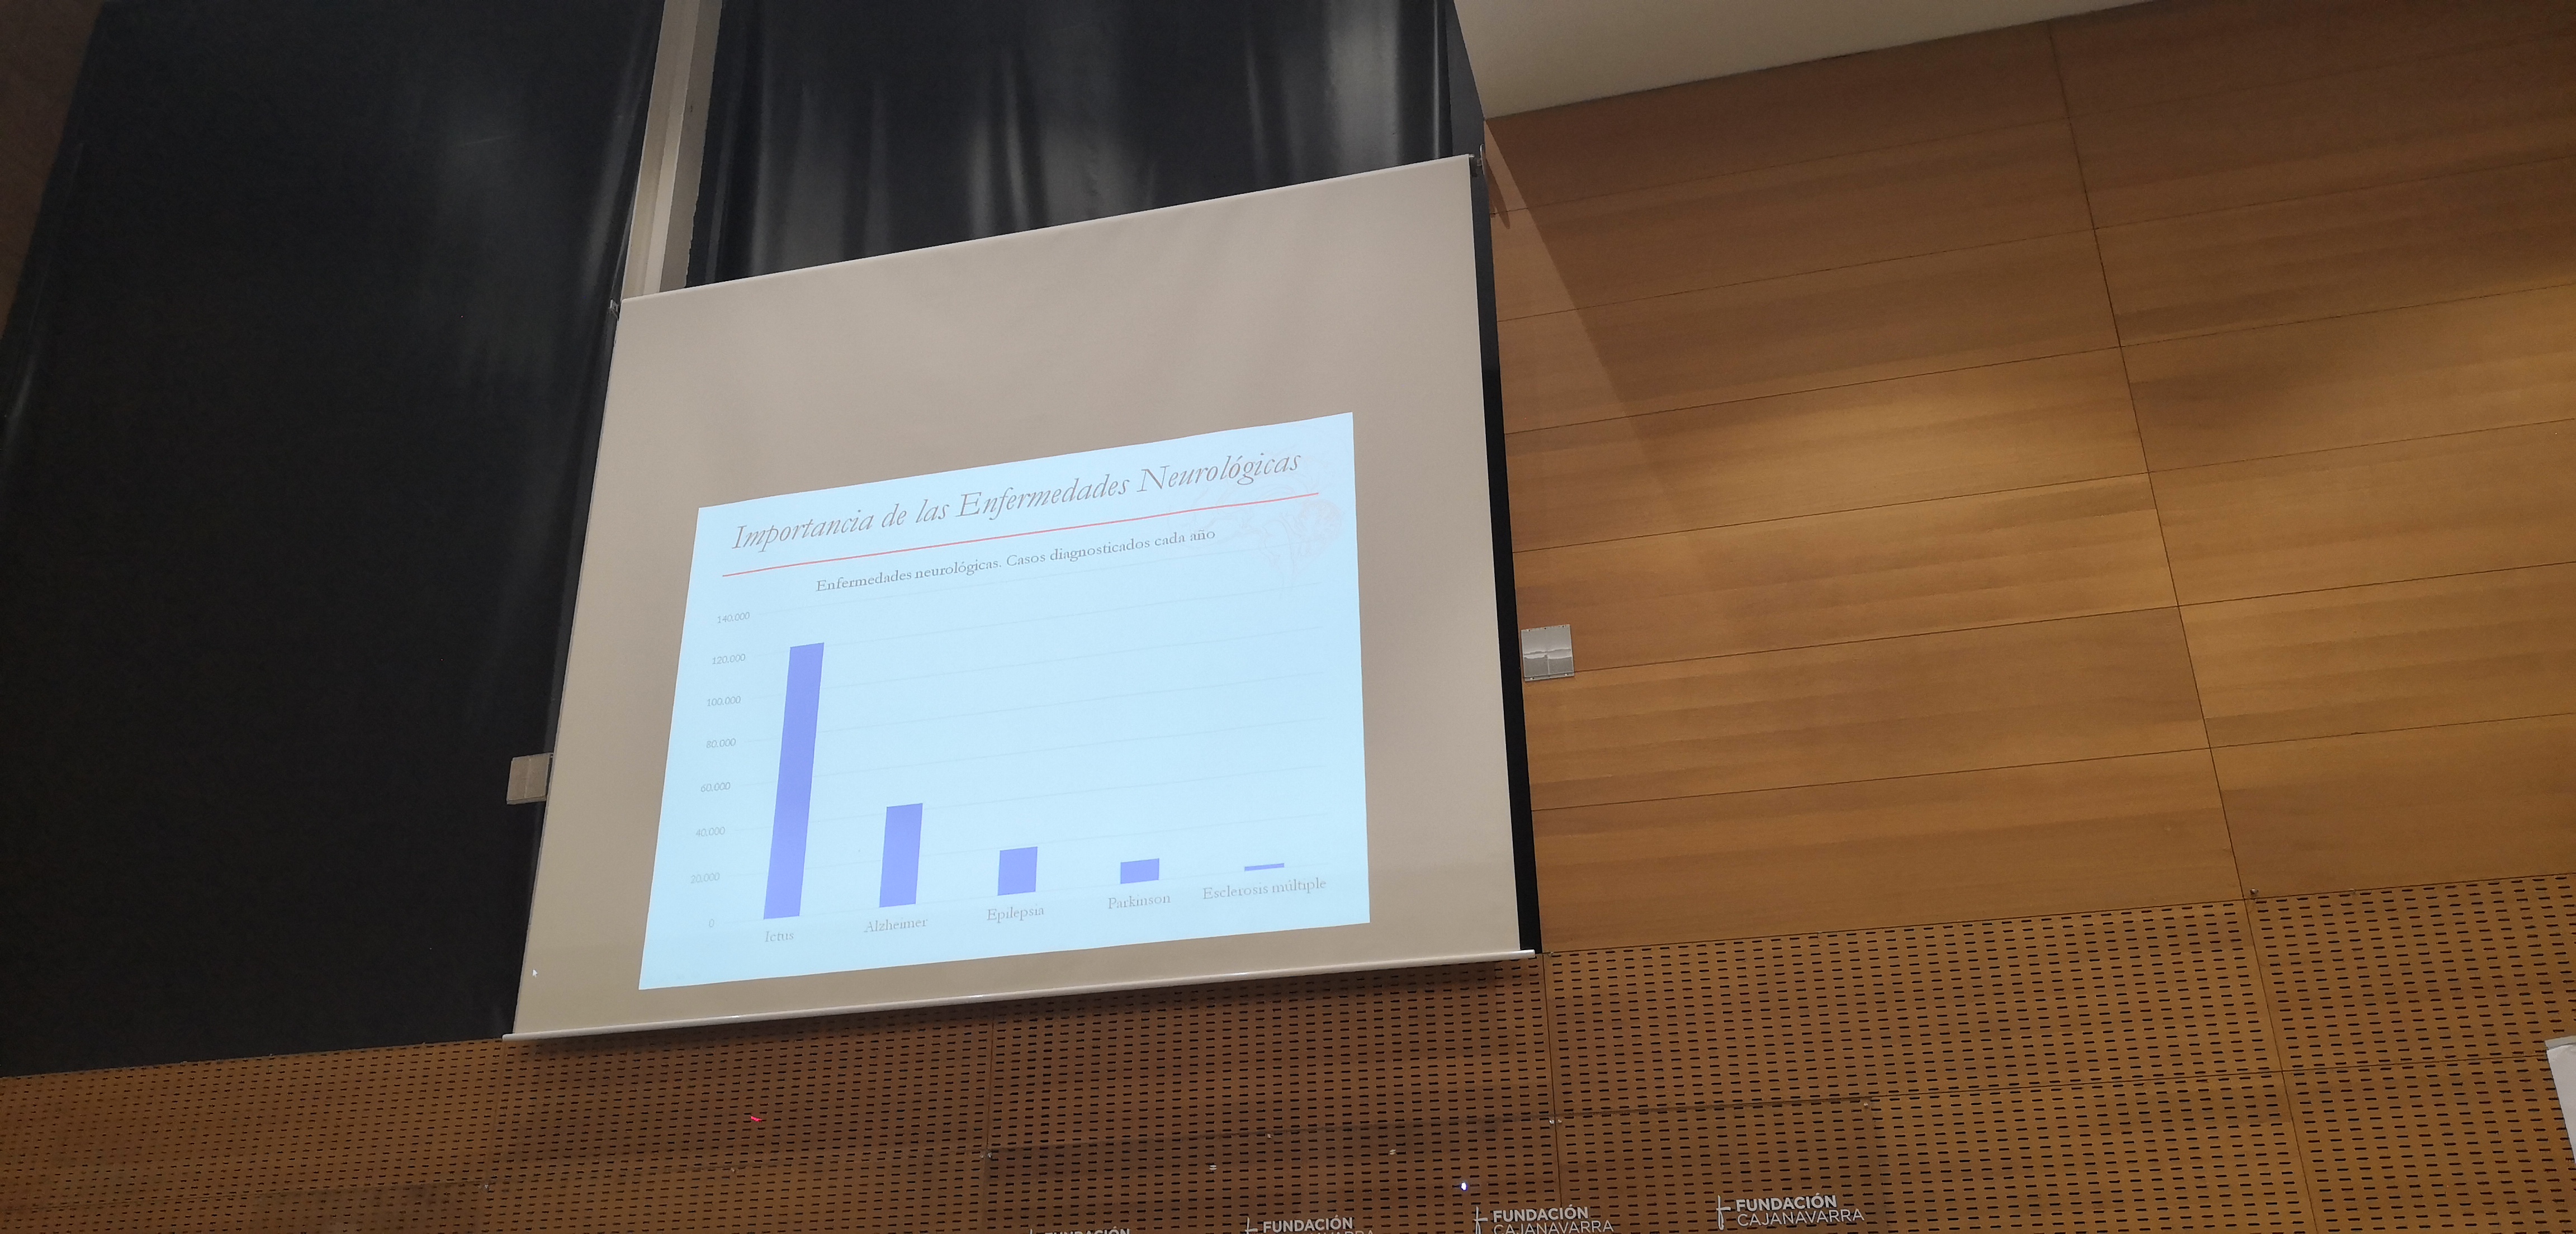 Importancia de las Enfermedades Neurológicas
Enfermedades neurológicas. Casos diagnosticados cada año
140.000
120.000
100.000
80.000
60.000
40.000
20.000
0
Ictus
Alzheimer
Epilepsia
Parkinson
Esclerosis múltiple
FUNDACIÓN
FUNDACIÓN
FUNDACIÓN
CAJANAVARRA
FUNDACIÓN
CAJANAVARRA